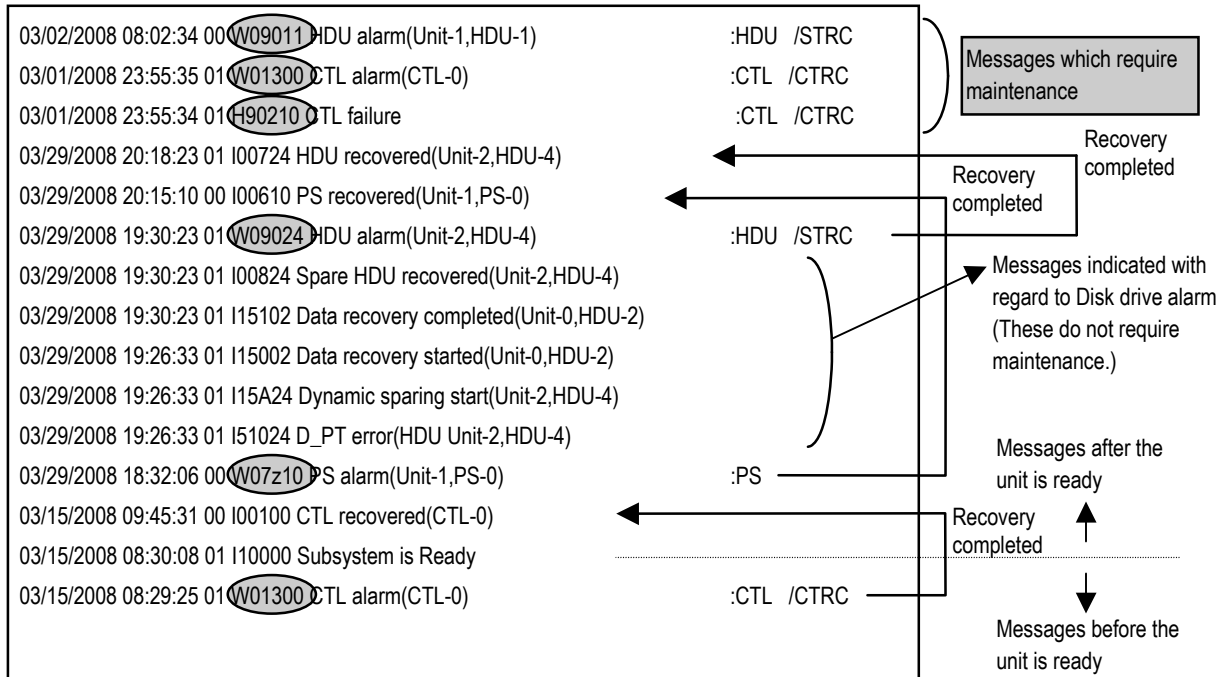 03/02/2008 08:02:34 00 W09011 HDU alarm(Unit-1,HDU-1) :HDU /STRC
03/01/2008 23:55:35 01 W01300 CTL alarm(CTL-0) :CTL /CTRC
03/01/2008 23:55:34 01 H90210 CTL failure :CTL /CTRC
Messages which require
maintenance
03/29/2008 20:18:23 01 I00724 HDU recovered(Unit-2,HDU-4)
Recovery
completed
03/29/2008 20:15:10 00 I00610 PS recovered(Unit-1,PS-0)
Recovery
completed
03/29/2008 19:30:23 01 W09024 HDU alarm(Unit-2,HDU-4) :HDU /STRC
03/29/2008 19:30:23 01 I00824 Spare HDU recovered(Unit-2,HDU-4)
03/29/2008 19:30:23 01 I15102 Data recovery completed(Unit-0,HDU-2)
03/29/2008 19:26:33 01 I15002 Data recovery started(Unit-0,HDU-2)
03/29/2008 19:26:33 01 I15A24 Dynamic sparing start(Unit-2,HDU-4)
03/29/2008 19:26:33 01 I51024 D_PT error(HDU Unit-2,HDU-4)
Messages indicated with
regard to Disk drive alarm
(These do not require
maintenance.)
03/29/2008 18:32:06 00 W07z10 PS alarm(Unit-1,PS-0) :PS
Messages after the
unit is ready
03/15/2008 09:45:31 00 I00100 CTL recovered(CTL-0)
Recovery
completed
03/15/2008 08:30:08 01 I10000 Subsystem is Ready
03/15/2008 08:29:25 01 W01300 CTL alarm(CTL-0) :CTL /CTRC
Messages before the
unit is ready